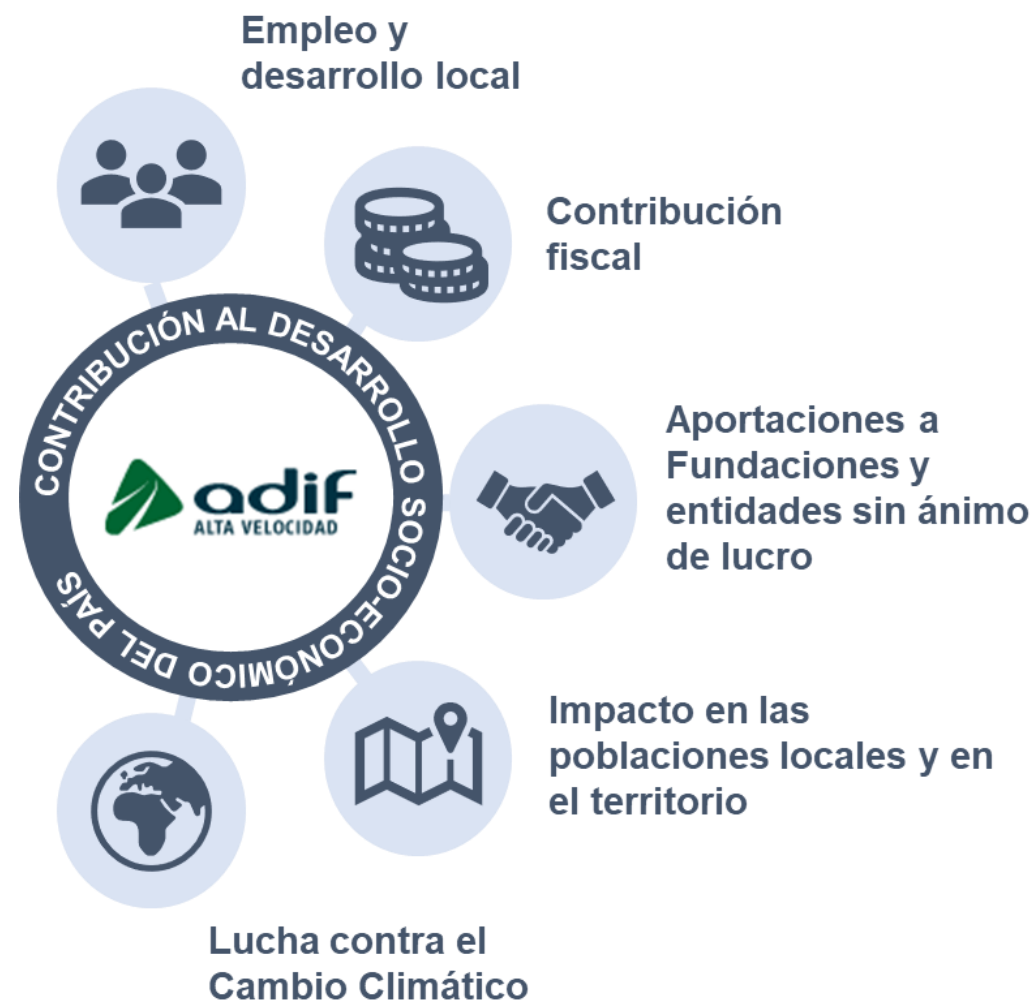 Empleo y
desarrollo local
Contribución
fiscal
CONTRIBUCIÓN AL DESARROLLO SOCIO-ECONÓMICO DEL PAÍS
adif
ALTA VELOCIDAD
Aportaciones a
Fundaciones y
entidades sin ánimo
de lucro
Impacto en las
poblaciones locales y en
el territorio
Lucha contra el
Cambio Climático